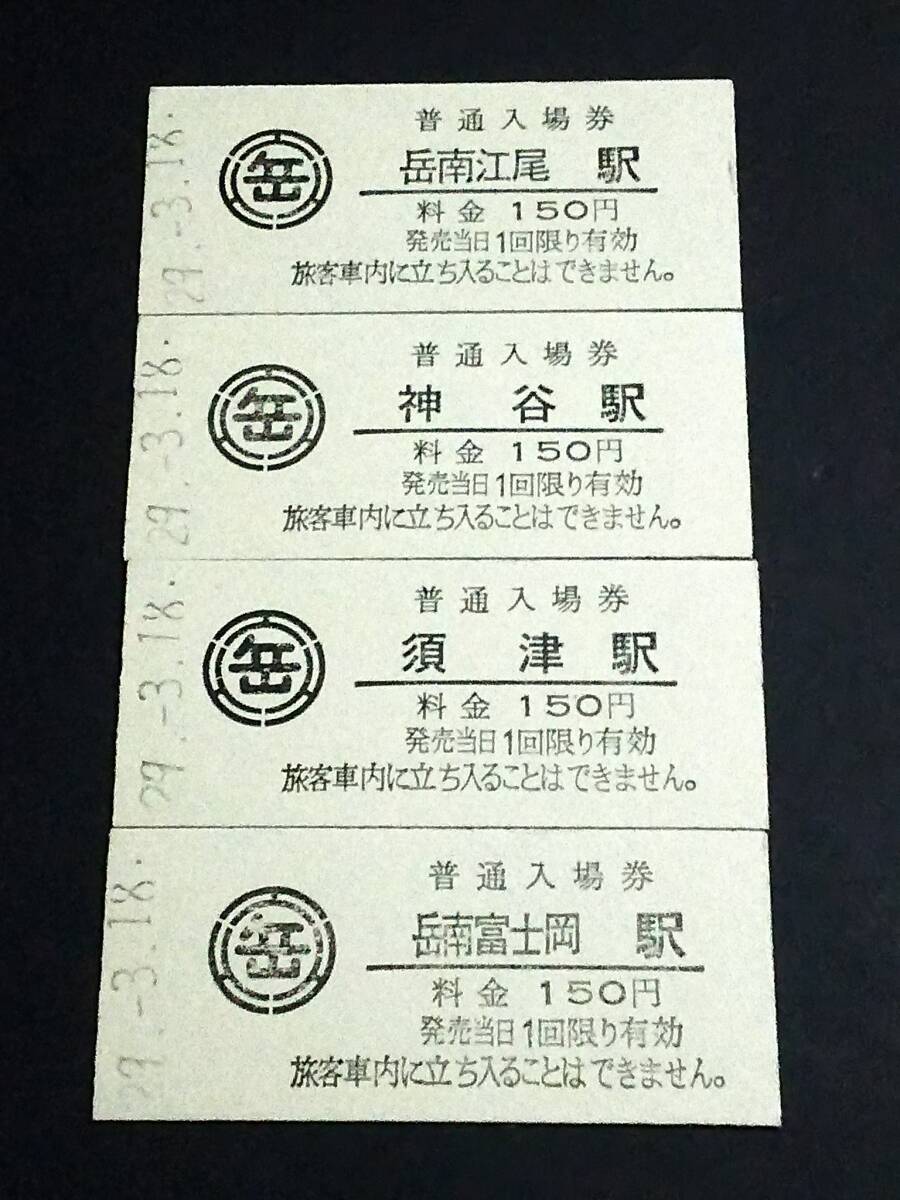 29.-3.18.
岳
普通入場券
岳南江尾 駅
料金 150円
発売当日1回限り有効
旅客車内に立ち入ることはできません。
29.-3.18.
岳
普通入場券
神谷駅
料金 150円
発売当日1回限り有効
旅客車内に立ち入ることはできません。
29.-3.18.
岳
普通入場券
須津駅
料金 150円
発売当日1回限り有効
旅客車内に立ち入ることはできません。
29.-3.18.
岳
普通入場券
岳南富士岡 駅
料金 150円
発売当日1回限り有効
旅客車内に立ち入ることはできません。